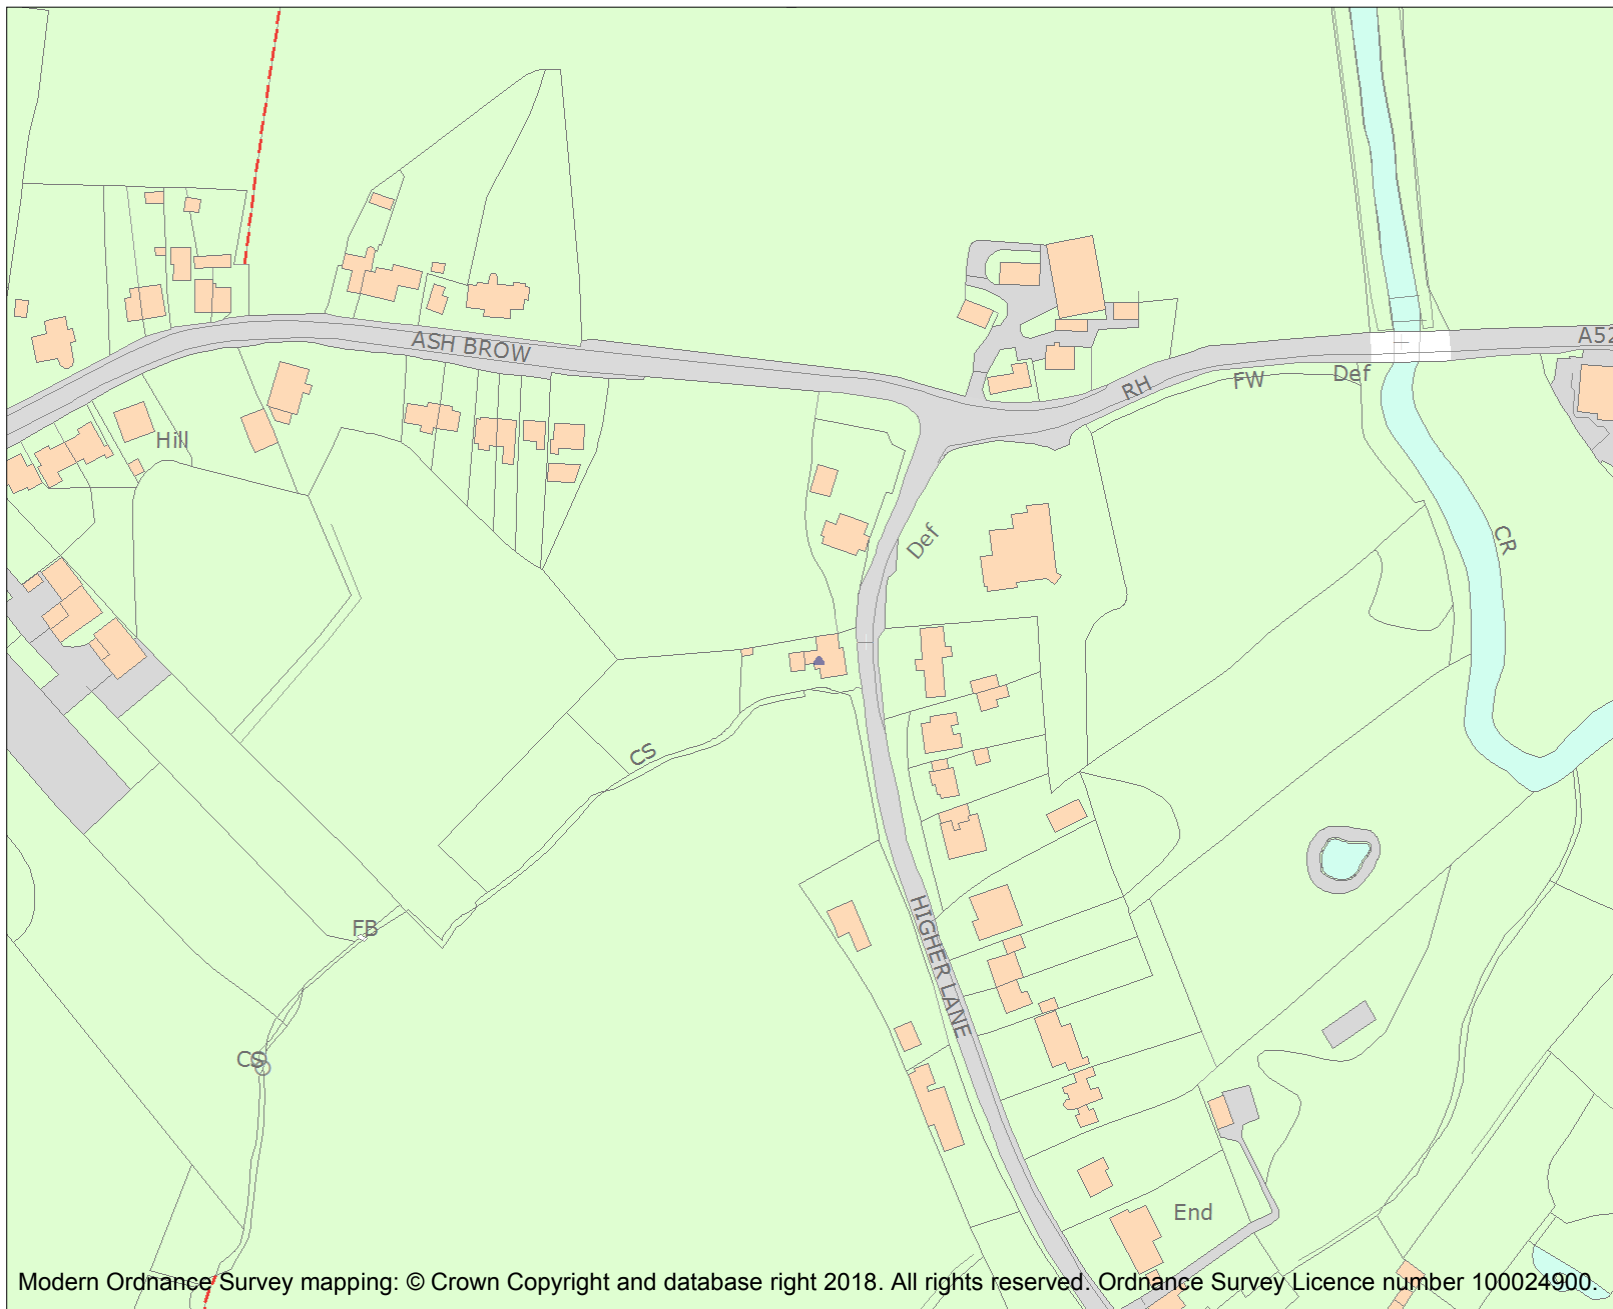 ASH BROW
A52
RH
FW
Def
Hill
Def
CR
CS
FB
HIGHER LANE
CS
End
Modern Ordnance Survey mapping: © Crown Copyright and database right 2018. All rights reserved. Ordnance Survey Licence number 100024900.